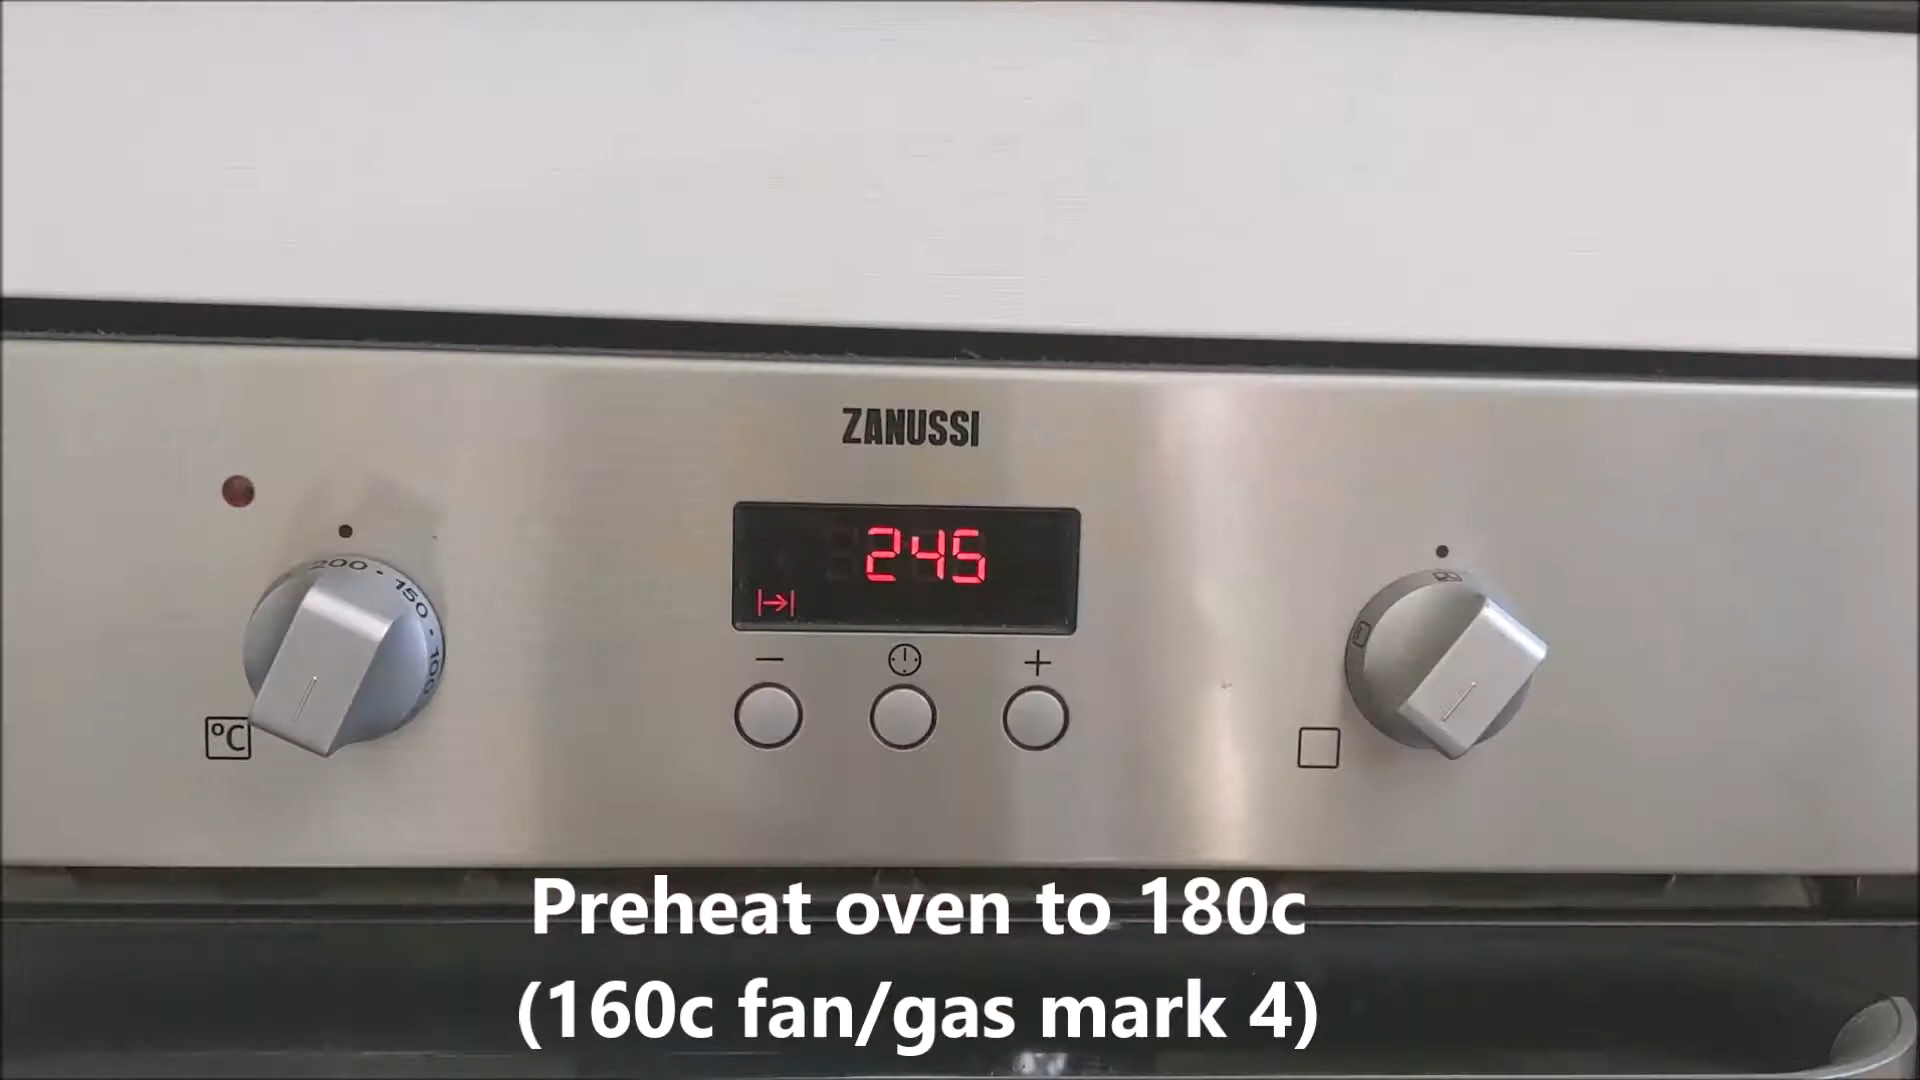 ZANUSSI
245
200 • 150 • 100
− +
°C
Preheat oven to 180c
(160c fan/gas mark 4)